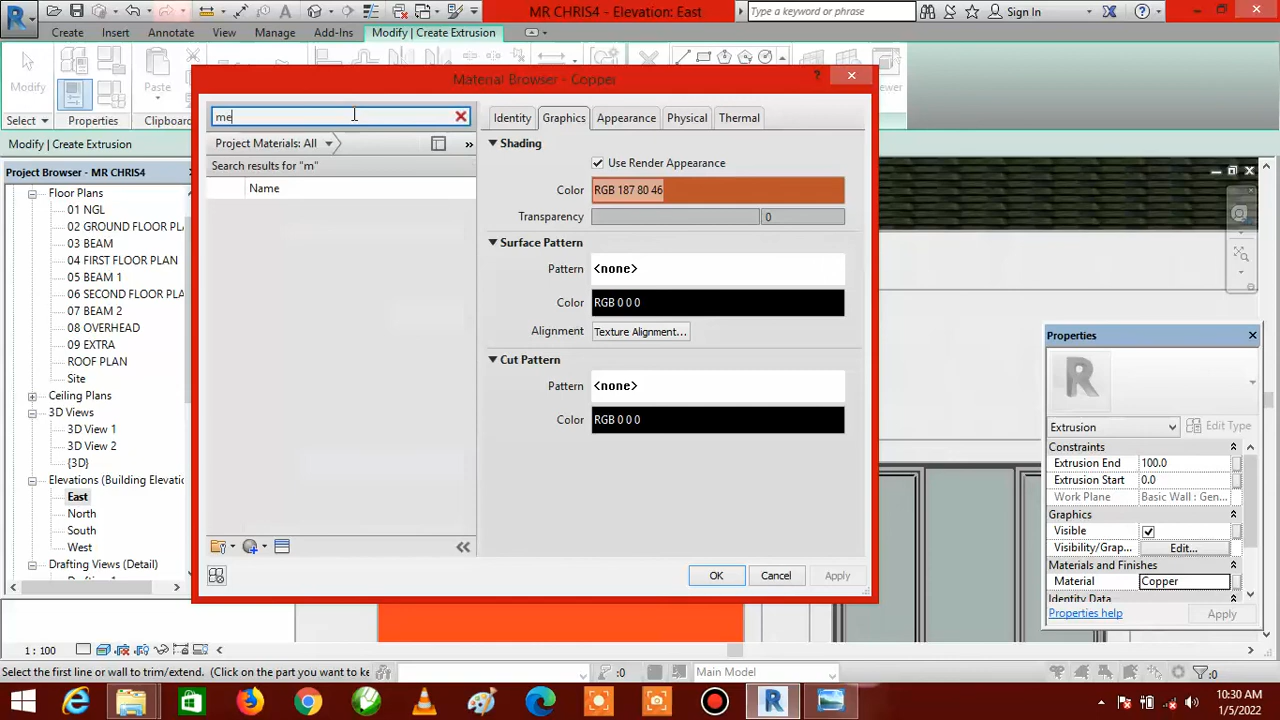 MR CHRIS4 - Elevation: East
Type a keyword or phrase
Sign In
Create
Insert
Annotate
View
Manage
Add-Ins
Modify | Create Extrusion
Modify
Paste
Select
Properties
Clipboard
Modify | Create Extrusion
Project Browser - MR CHRIS4
Floor Plans
01 NGL
02 GROUND FLOOR PL
03 BEAM
04 FIRST FLOOR PLAN
05 BEAM 1
06 SECOND FLOOR PLA
07 BEAM 2
08 OVERHEAD
09 EXTRA
ROOF PLAN
Site
Ceiling Plans
3D Views
3D View 1
3D View 2
{3D}
Elevations (Building Elevatio
East
North
South
West
Drafting Views (Detail)
Material Browser - Copper
me
Project Materials: All
Search results for "m"
Name
Identity
Graphics
Appearance
Physical
Thermal
Shading
Use Render Appearance
Color
RGB 187 80 46
Transparency
0
Surface Pattern
Pattern
<none>
Color
RGB 0 0 0
Alignment
Texture Alignment...
Cut Pattern
Pattern
<none>
Color
RGB 0 0 0
OK
Cancel
Apply
Properties
Extrusion
Edit Type
Constraints
Extrusion End
100.0
Extrusion Start
0.0
Work Plane
Basic Wall : Gen...
Graphics
Visible
Visibility/Grap...
Edit...
Materials and Finishes
Material
Copper
Identity Data
Properties help
Apply
1 : 100
Select the first line or wall to trim/extend. (Click on the part you want to ke
:0
Main Model
:0
10:30 AM
1/5/2022